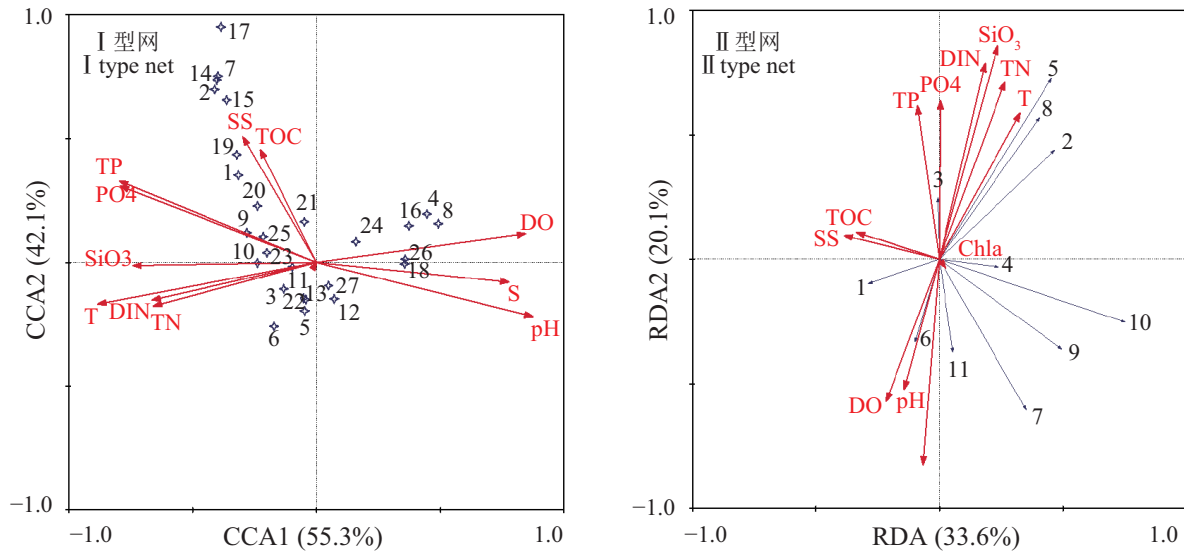 1.0
Ⅰ 型网
Ⅰ type net
17
14 7
2 15
SS TOC
19
1
TP
PO4
20
21
16 4 8
24
DO
9 25
10 23
26
18
SiO3
11
3 22 13 27
12
S
T DIN TN
5
6
pH
CCA2 (42.1%)
−1.0
−1.0
CCA1 (55.3%)
1.0
1.0
Ⅱ 型网
Ⅱ type net
SiO₃
DIN TN
5
TP PO4 T
8
2
3
TOC
SS
Chla
4
1
10
6
11
9
DO pH
7
RDA2 (20.1%)
−1.0
−1.0
RDA (33.6%)
1.0